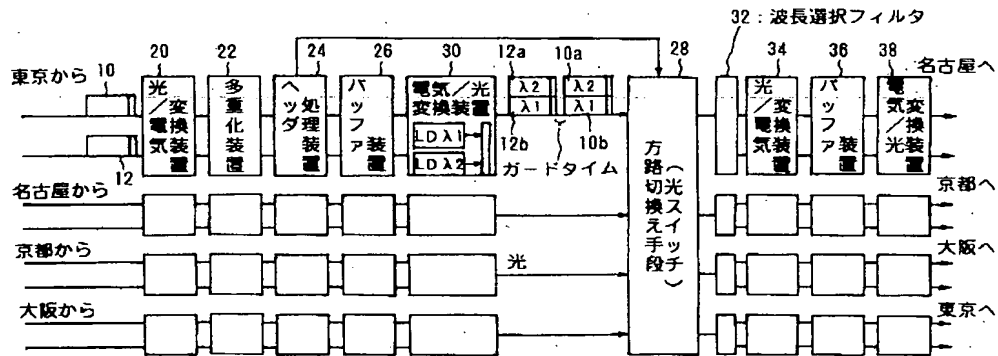 32：波長選択フィルタ
20
22
24
26
30
12a
10a
28
34
36
38
東京から
10
12
光／電気変換装置
多重化装置
ヘッダ処理装置
バッファ装置
電気／光変換装置
LDλ1
LDλ2
λ2
λ1
λ2
λ1
12b
10b
ガードタイム
方路切換え手段（光スイッチ）
光／電気変換装置
バッファ装置
電気／光変換装置
名古屋へ
名古屋から
京都へ
京都から
光
大阪へ
大阪から
東京へ